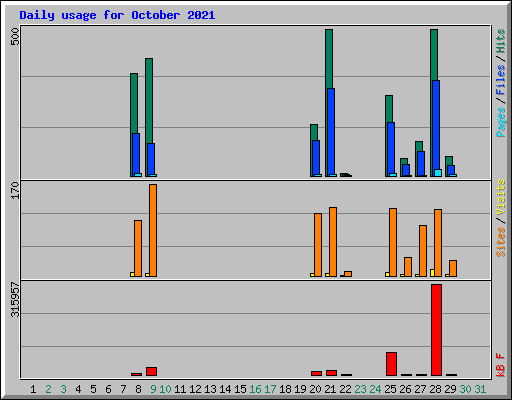 Daily usage for October 2021
500
Pages / Files / Hits
170
Sites / Visits
315957
kB F
1 2 3 4 5 6 7 8 9 10 11 12 13 14 15 16 17 18 19 20 21 22 23 24 25 26 27 28 29 30 31